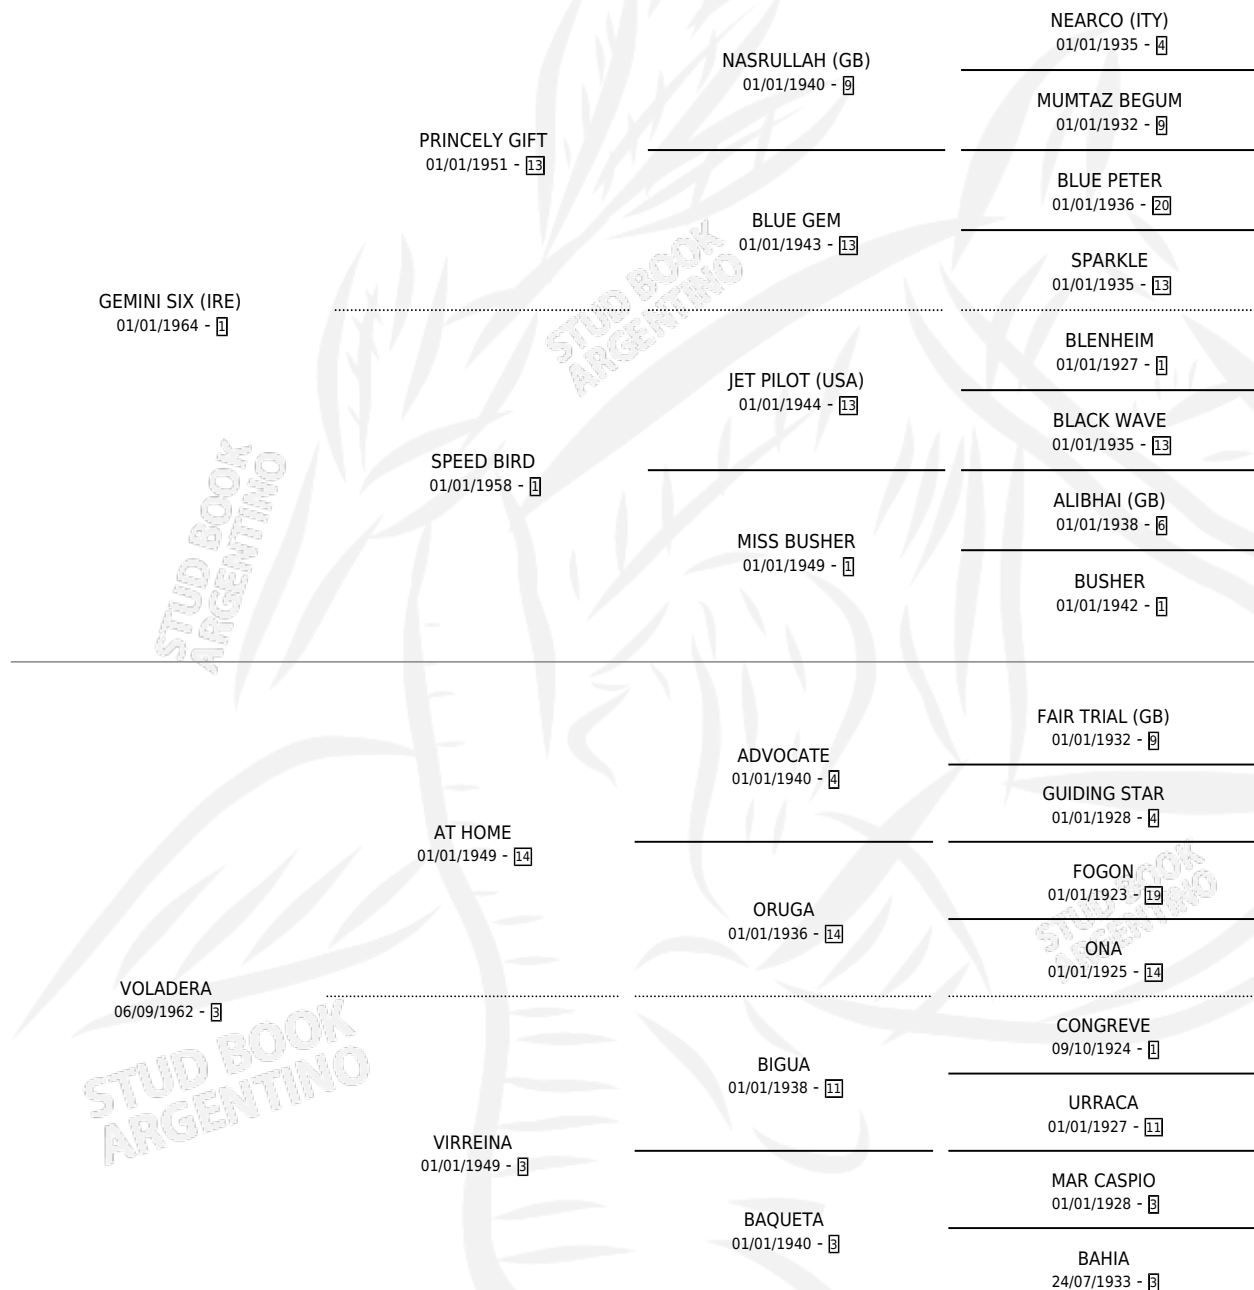 NEARCO (ITY)
01/01/1935 - 4
NASRULLAH (GB)
01/01/1940 - 9
MUMTAZ BEGUM
01/01/1932 - 9
PRINCELY GIFT
01/01/1951 - 13
BLUE PETER
01/01/1936 - 20
BLUE GEM
01/01/1943 - 13
SPARKLE
01/01/1935 - 13
GEMINI SIX (IRE)
01/01/1964 - 1
BLENHEIM
01/01/1927 - 1
JET PILOT (USA)
01/01/1944 - 13
BLACK WAVE
01/01/1935 - 13
SPEED BIRD
01/01/1958 - 1
ALIBHAI (GB)
01/01/1938 - 6
MISS BUSHER
01/01/1949 - 1
BUSHER
01/01/1942 - 1
FAIR TRIAL (GB)
01/01/1932 - 9
ADVOCATE
01/01/1940 - 4
GUIDING STAR
01/01/1928 - 4
AT HOME
01/01/1949 - 14
FOGON
01/01/1923 - 19
ORUGA
01/01/1936 - 14
ONA
01/01/1925 - 14
VOLADERA
06/09/1962 - 3
CONGREVE
09/10/1924 - 1
BIGUA
01/01/1938 - 11
URRACA
01/01/1927 - 11
VIRREINA
01/01/1949 - 3
MAR CASPIO
01/01/1928 - 3
BAQUETA
01/01/1940 - 3
BAHIA
24/07/1933 - 3
STUD BOOK
ARGENTINO
STUD BOOK
ARGENTINO
STUD BOOK
ARGENTINO
STUD BOOK
ARGENTINO